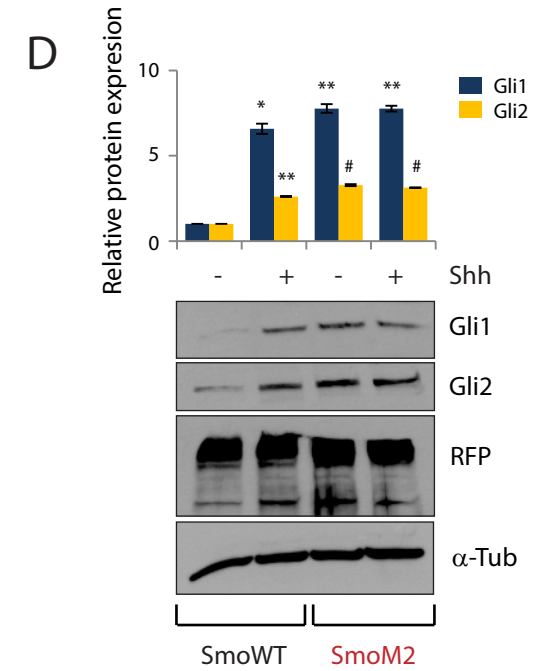 D
Relative protein expresion
10
5
0
Gli1
Gli2
* ** ** # ** #
- + - + Shh
Gli1
Gli2
RFP
α-Tub
SmoWT SmoM2